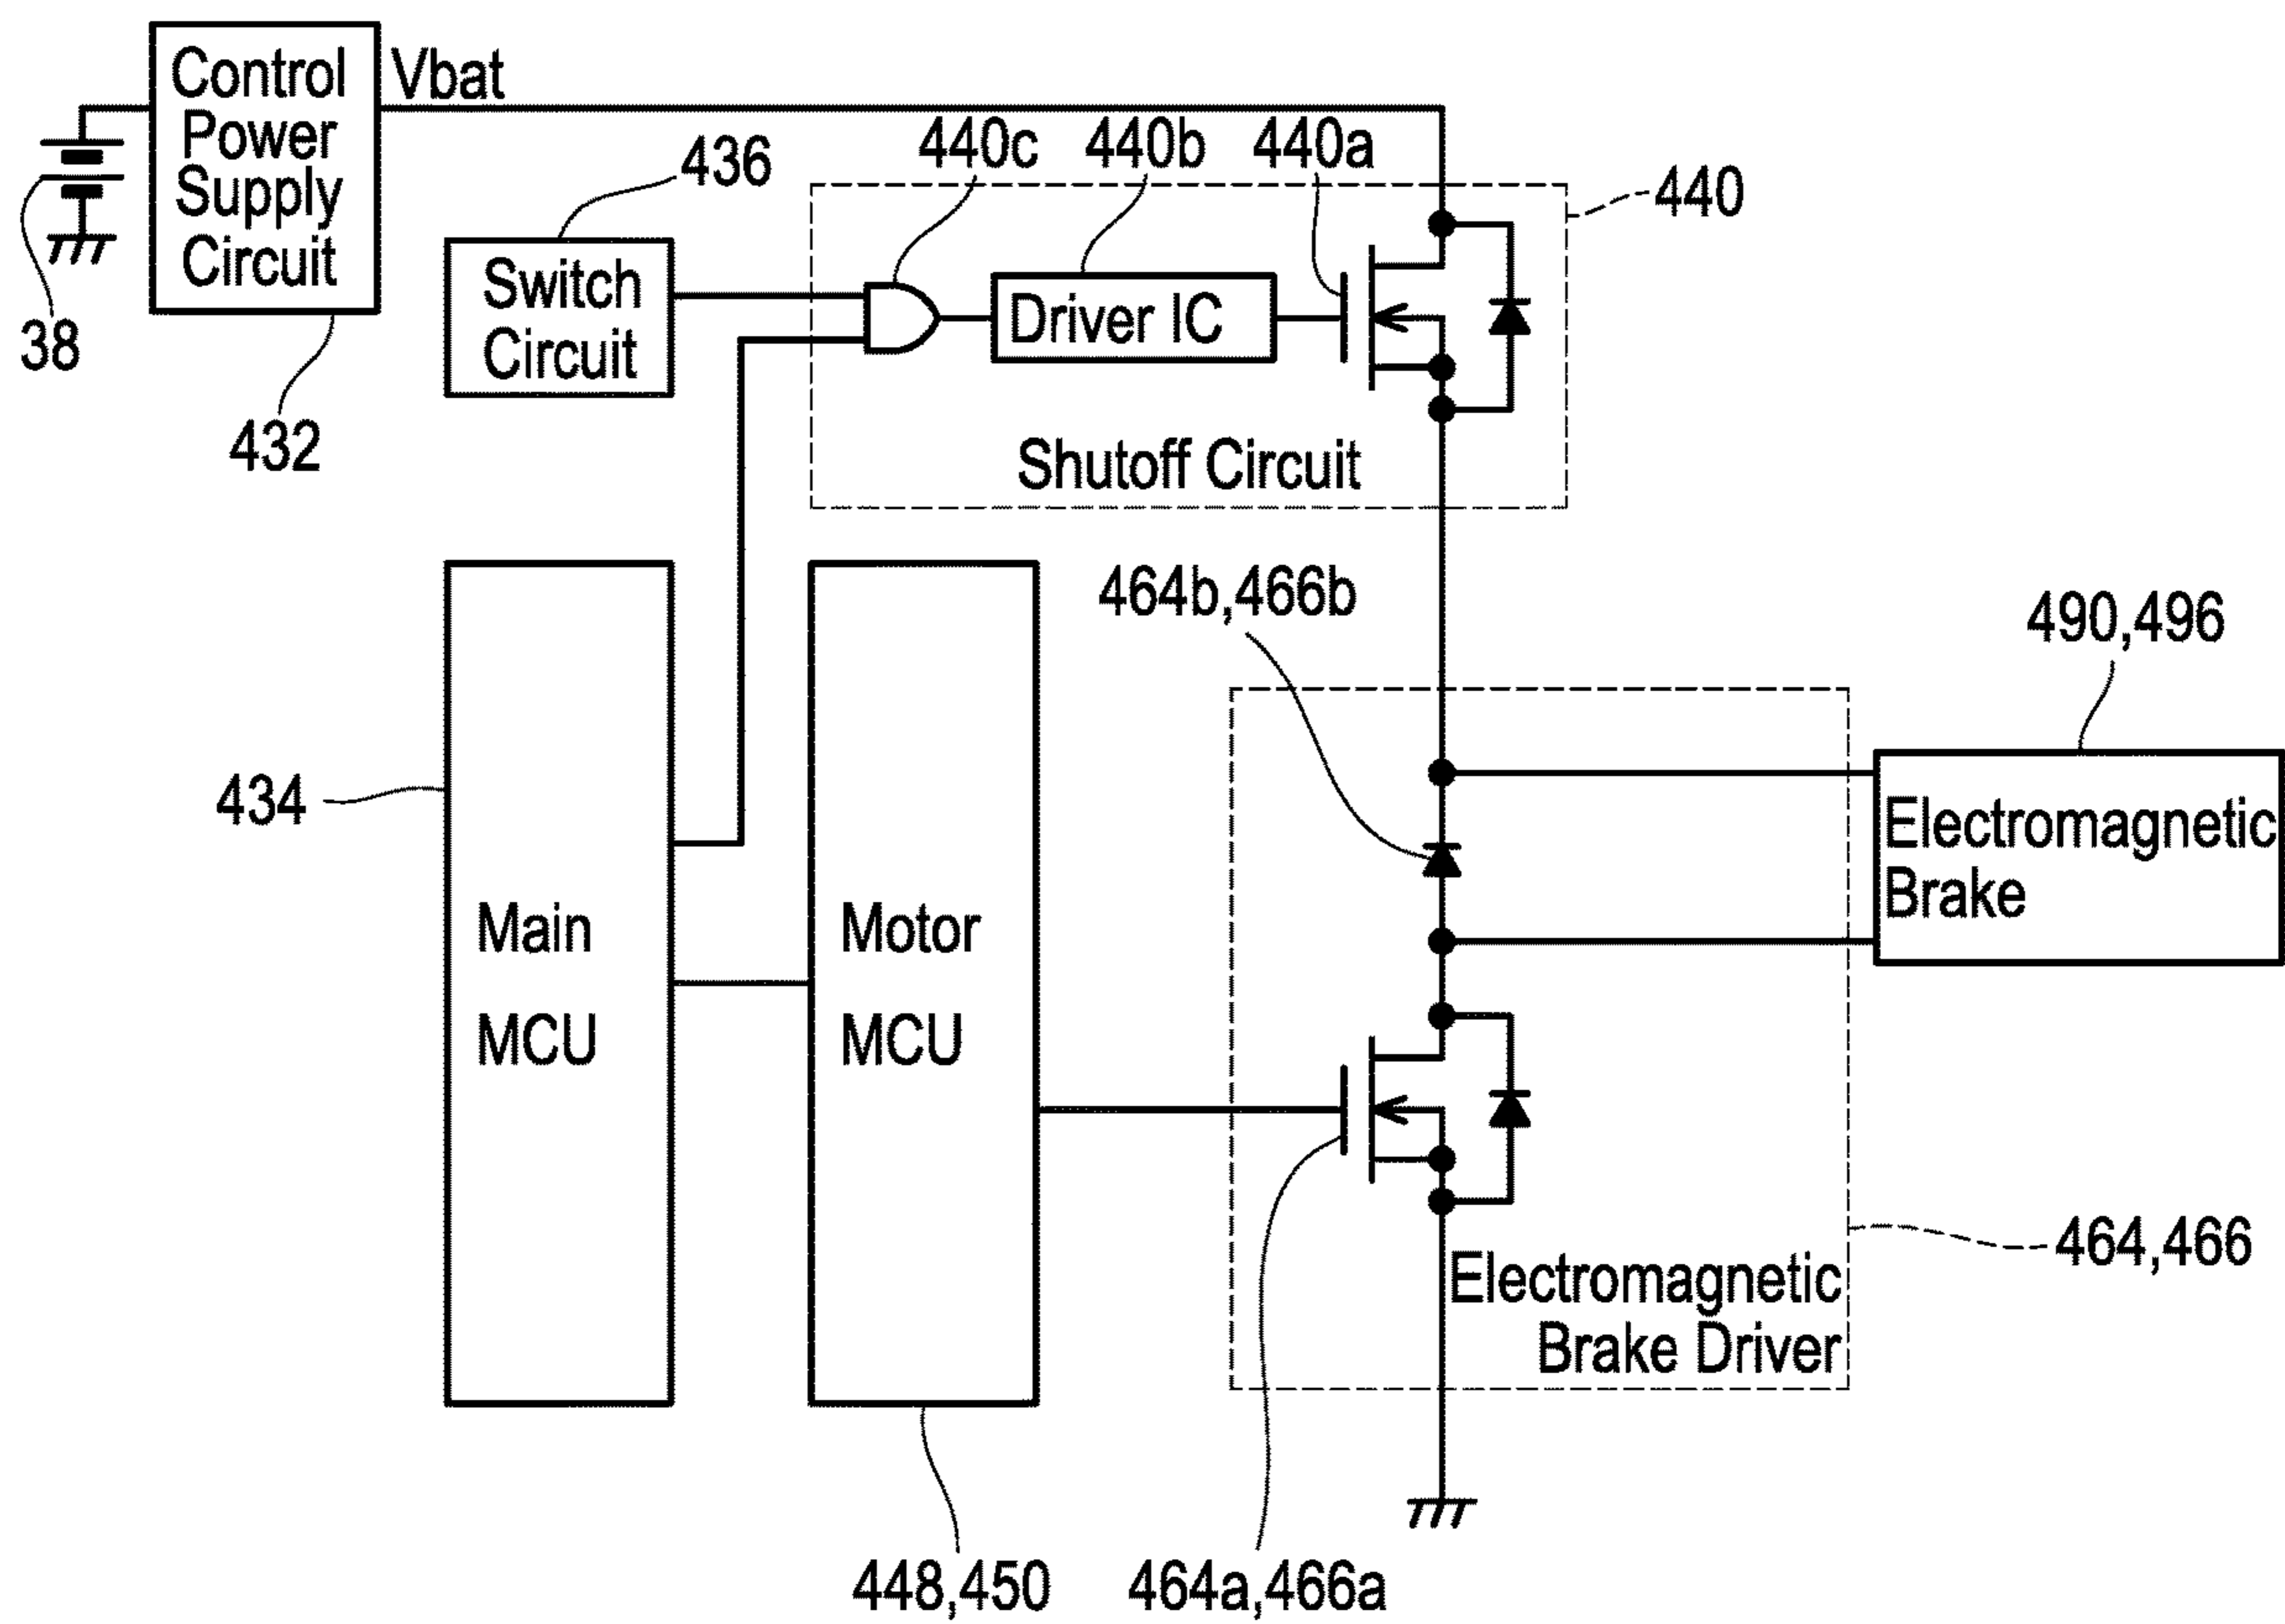 Control
Power
Supply
Circuit
Vbat
38
432
436
Switch
Circuit
440c
440b
440a
440
Driver IC
Shutoff Circuit
434
Main
MCU
Motor
MCU
448,450
464b,466b
490,496
Electromagnetic
Brake
464,466
Electromagnetic
Brake Driver
464a,466a